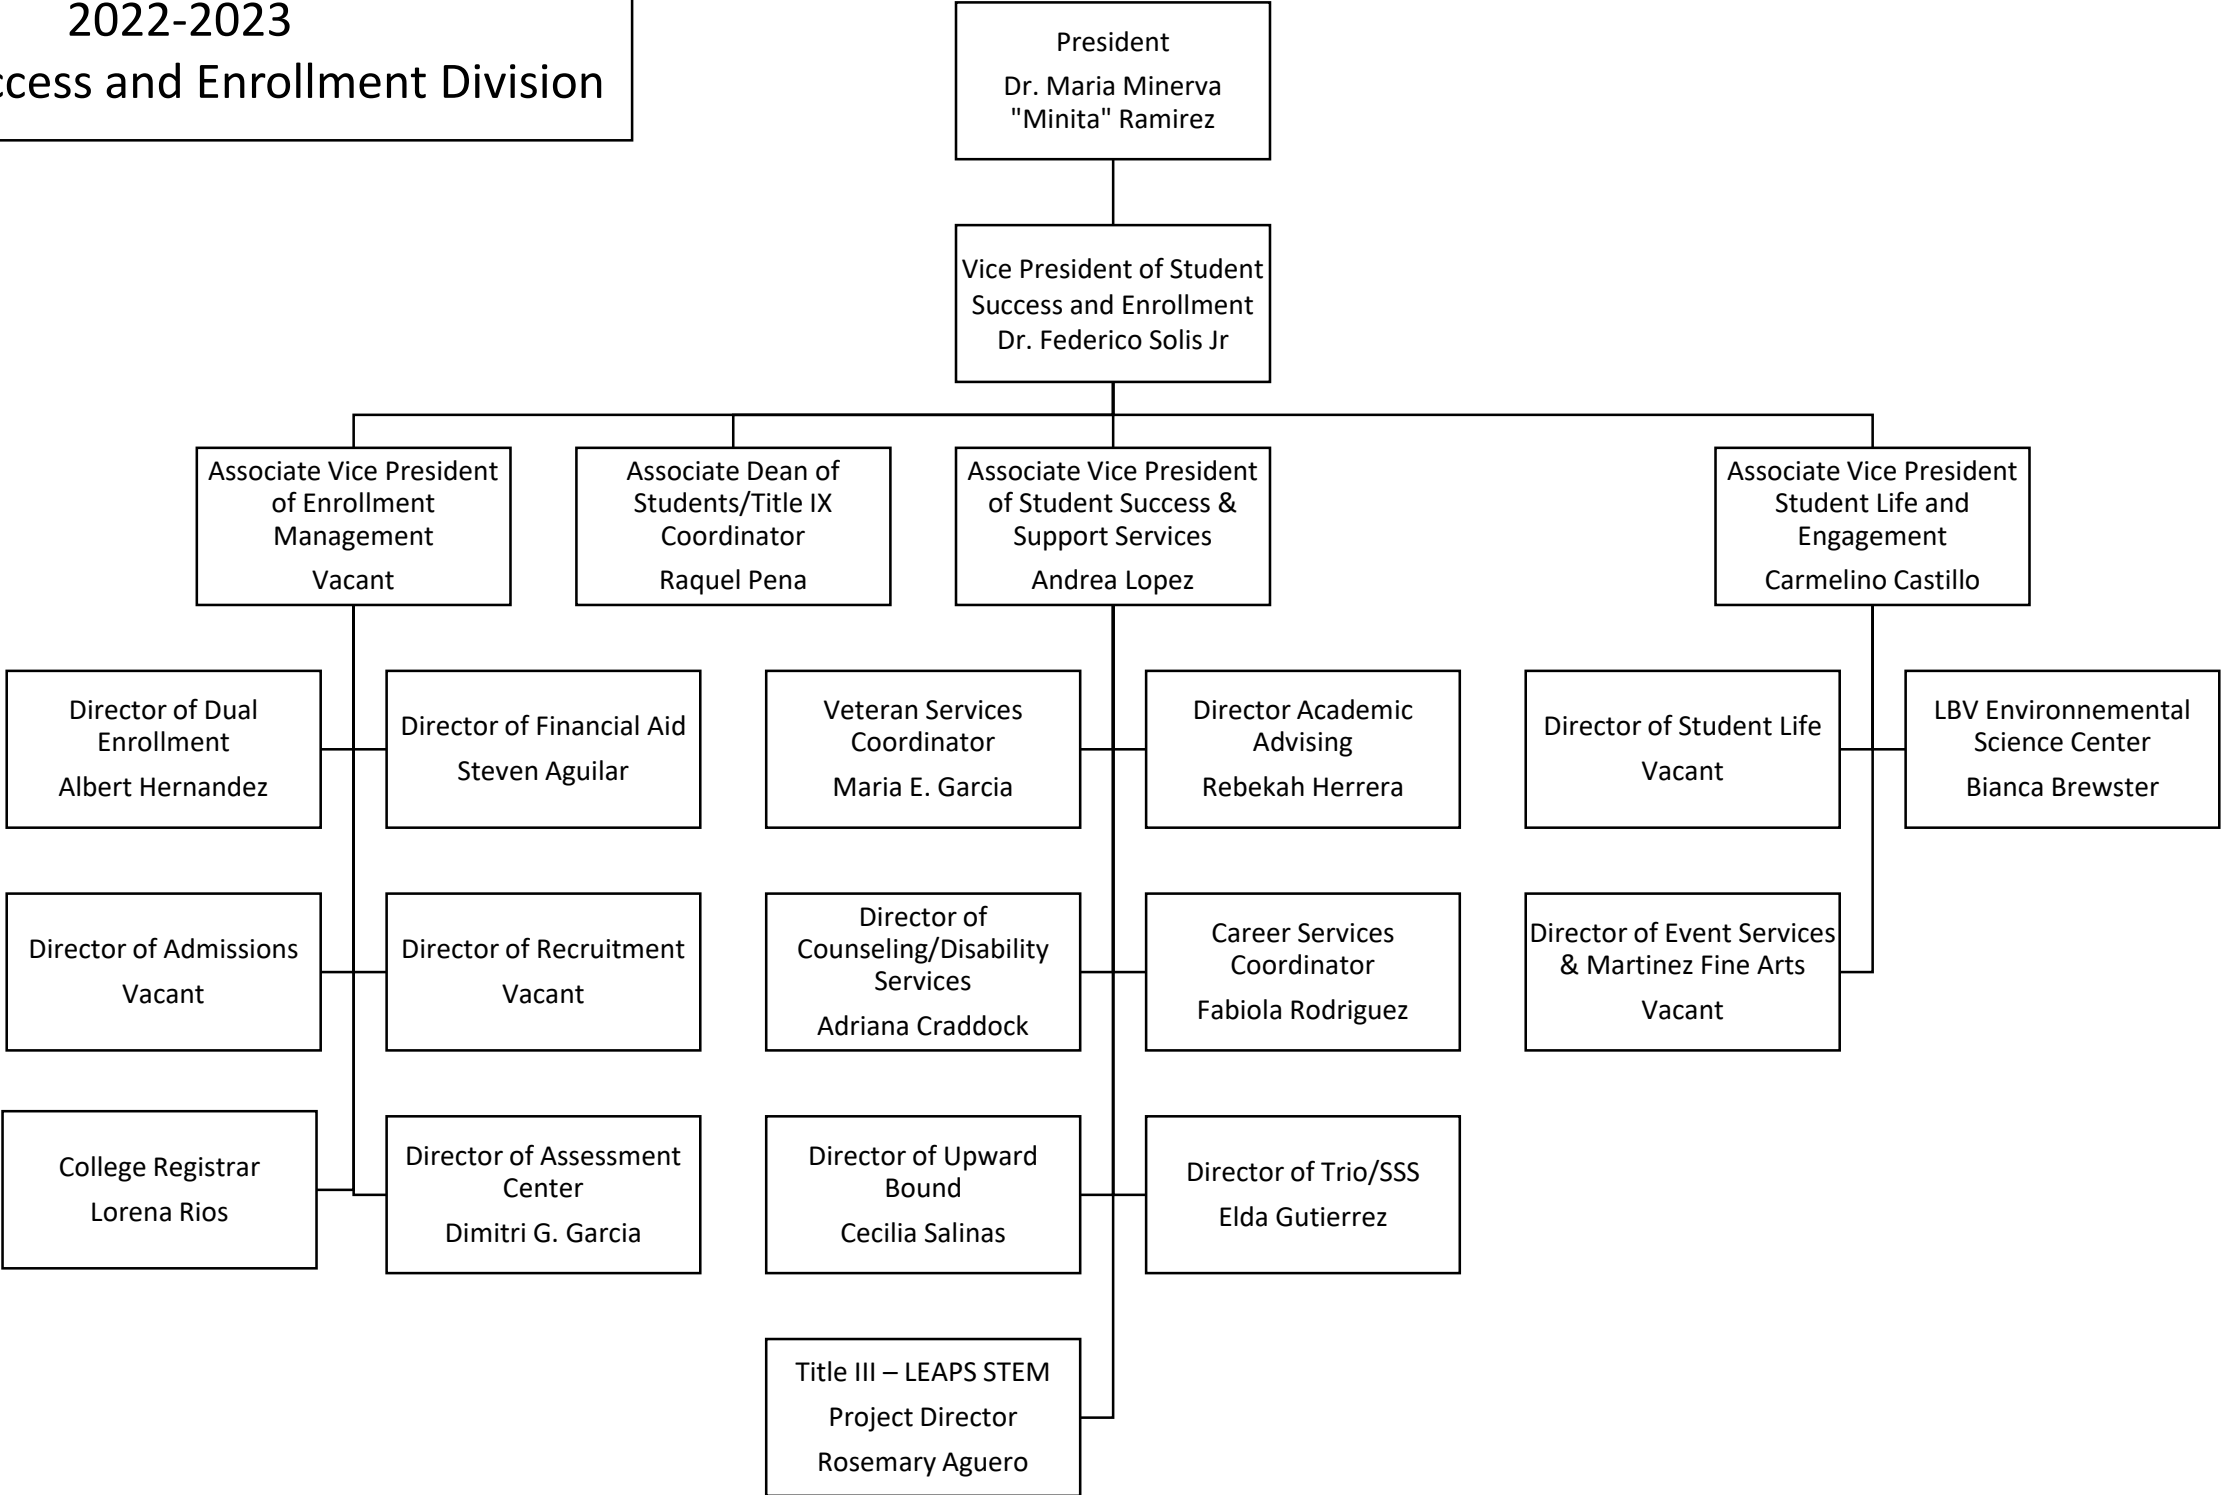 2022-2023
and Enrollment Division
President
Dr. Maria Minerva
"Minita" Ramirez
Vice President of Student
Success and Enrollment
Dr. Federico Solis Jr
Associate Vice President
of Enrollment
Management
Vacant
Associate Dean of
Students/Title IX
Coordinator
Raquel Pena
Associate Vice President
of Student Success &
Support Services
Andrea Lopez
Associate Vice President
Student Life and
Engagement
Carmelino Castillo
Director of Dual
Enrollment
Albert Hernandez
Director of Financial Aid
Steven Aguilar
Veteran Services
Coordinator
Maria E. Garcia
Director Academic
Advising
Rebekah Herrera
Director of Student Life
Vacant
LBV Environnemental
Science Center
Bianca Brewster
Director of Admissions
Vacant
Director of Recruitment
Vacant
Director of
Counseling/Disability
Services
Adriana Craddock
Career Services
Coordinator
Fabiola Rodriguez
Director of Event Services
& Martinez Fine Arts
Vacant
College Registrar
Lorena Rios
Director of Assessment
Center
Dimitri G. Garcia
Director of Upward
Bound
Cecilia Salinas
Director of Trio/SSS
Elda Gutierrez
Title III – LEAPS STEM
Project Director
Rosemary Aguero